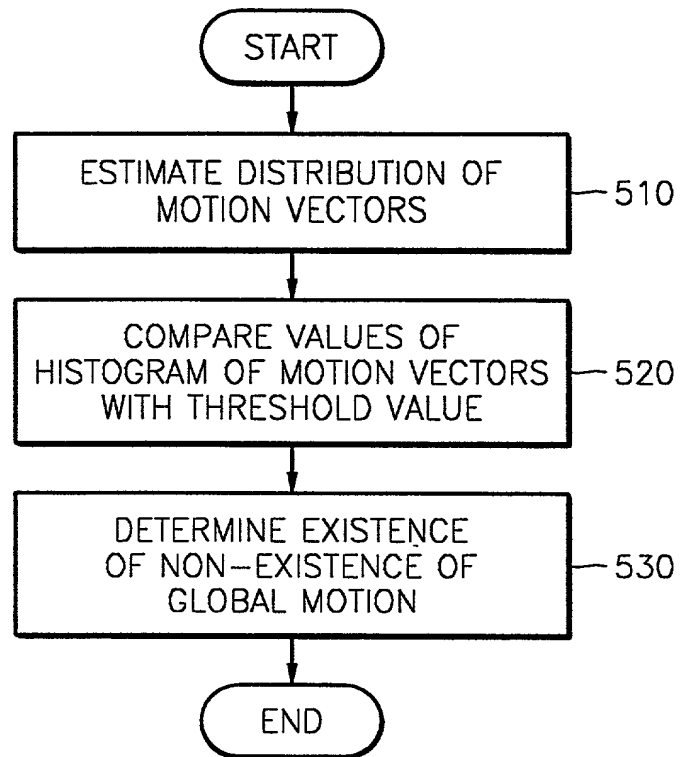 START
ESTIMATE DISTRIBUTION OF
MOTION VECTORS
510
COMPARE VALUES OF
HISTOGRAM OF MOTION VECTORS
WITH THRESHOLD VALUE
520
DETERMINE EXISTENCE
OF NON-EXISTENCE OF
GLOBAL MOTION
530
END